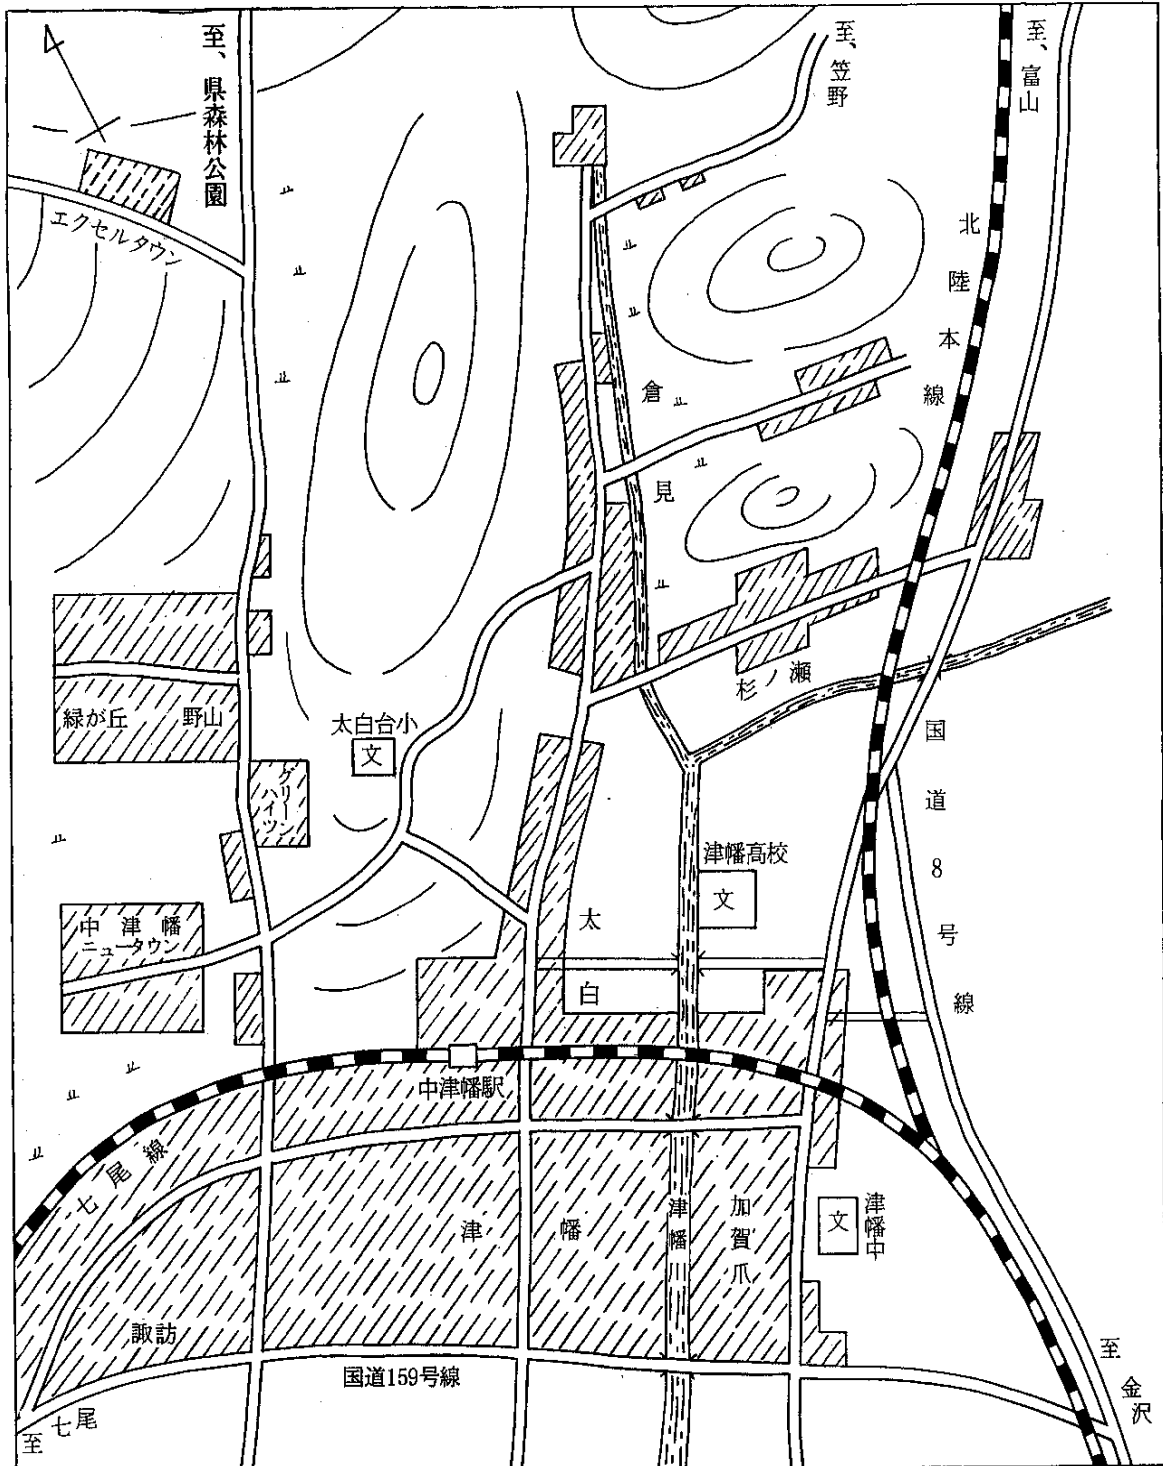 至、県森林公園
至、笠野
至、富山
エクセルタウン
北陸本線
倉見
杉ノ瀬
緑が丘
野山
太白台小
文
グリーン
ハイツ
国道8号線
津幡高校
文
中津幡
ニュータウン
太白
中津幡駅
七尾線
津幡
津幡川
加賀爪
文
津幡中
諏訪
国道159号線
至七尾
至金沢